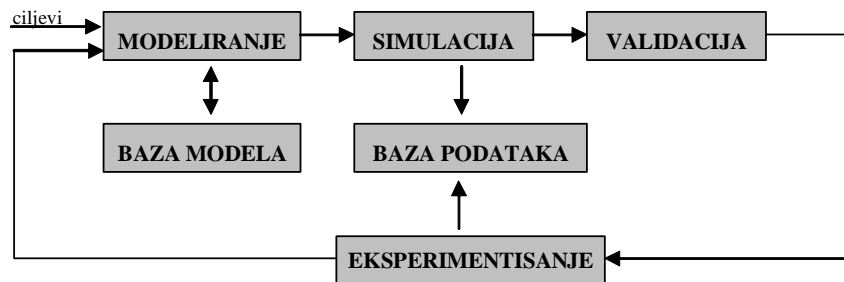 ciljevi
MODELIRANJE
SIMULACIJA
VALIDACIJA
BAZA MODELA
BAZA PODATAKA
EKSPERIMENTISANJE